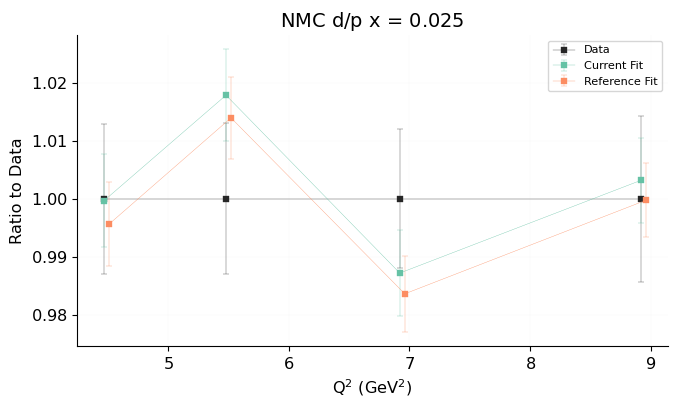 NMC d/p x = 0.025
Data
Current Fit
Reference Fit
Ratio to Data
1.02
1.01
1.00
0.99
0.98
5 6 7 8 9
Q² (GeV²)